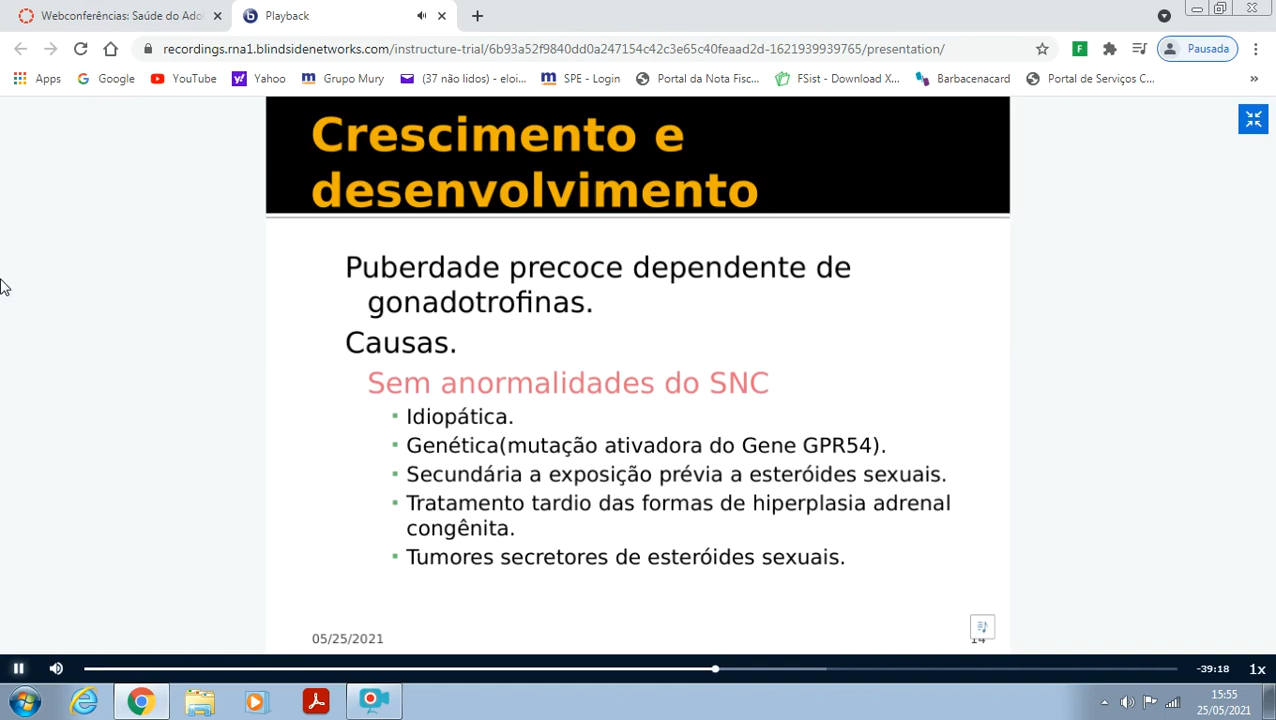 Webconferências: Saúde do Ado
Playback
recordings.rna1.blindsidenetworks.com/instructure-trial/6b93a52f9840dd0a247154c42c3e65c40feaad2d-1621939939765/presentation/
F
Pausada
Apps
Google
YouTube
Yahoo
Grupo Mury
(37 não lidos) - eloi...
SPE - Login
Portal da Nota Fisc...
FSist - Download X...
Barbacenacard
Portal de Serviços C...
»
Crescimento e
desenvolvimento
Puberdade precoce dependente de
gonadotrofinas.
Causas.
Sem anormalidades do SNC
Idiopática.
Genética(mutação ativadora do Gene GPR54).
Secundária a exposição prévia a esteróides sexuais.
Tratamento tardio das formas de hiperplasia adrenal
congênita.
Tumores secretores de esteróides sexuais.
05/25/2021
14
-39:18
1x
15:55
25/05/2021